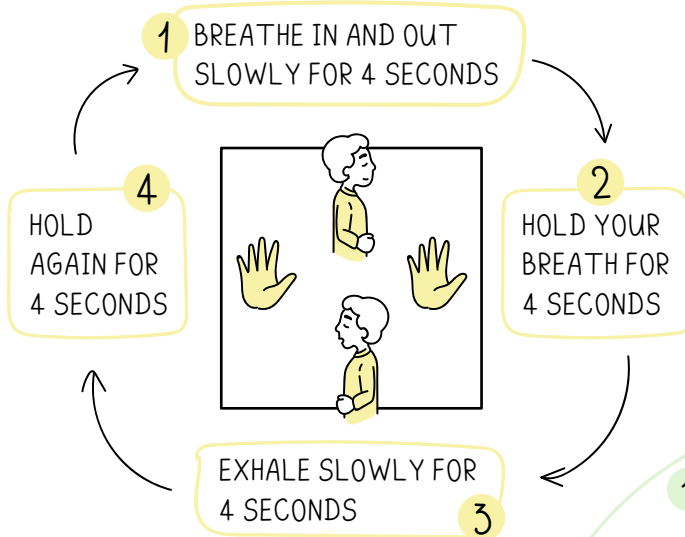 1
BREATHE IN AND OUT
SLOWLY FOR 4 SECONDS
2
HOLD YOUR
BREATH FOR
4 SECONDS
EXHALE SLOWLY FOR
4 SECONDS
3
4
HOLD
AGAIN FOR
4 SECONDS
1